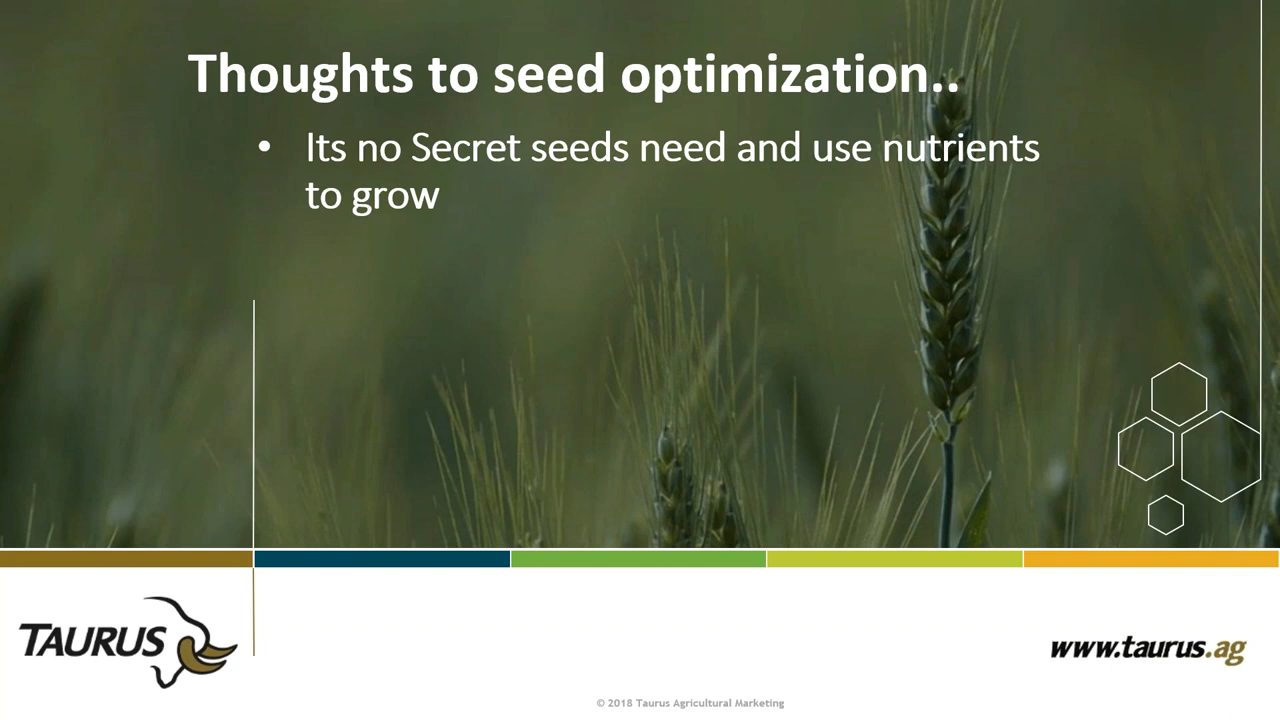 Thoughts to seed optimization..
• Its no Secret seeds need and use nutrients
to grow
TAURUS
www.taurus.ag
© 2018 Taurus Agricultural Marketing